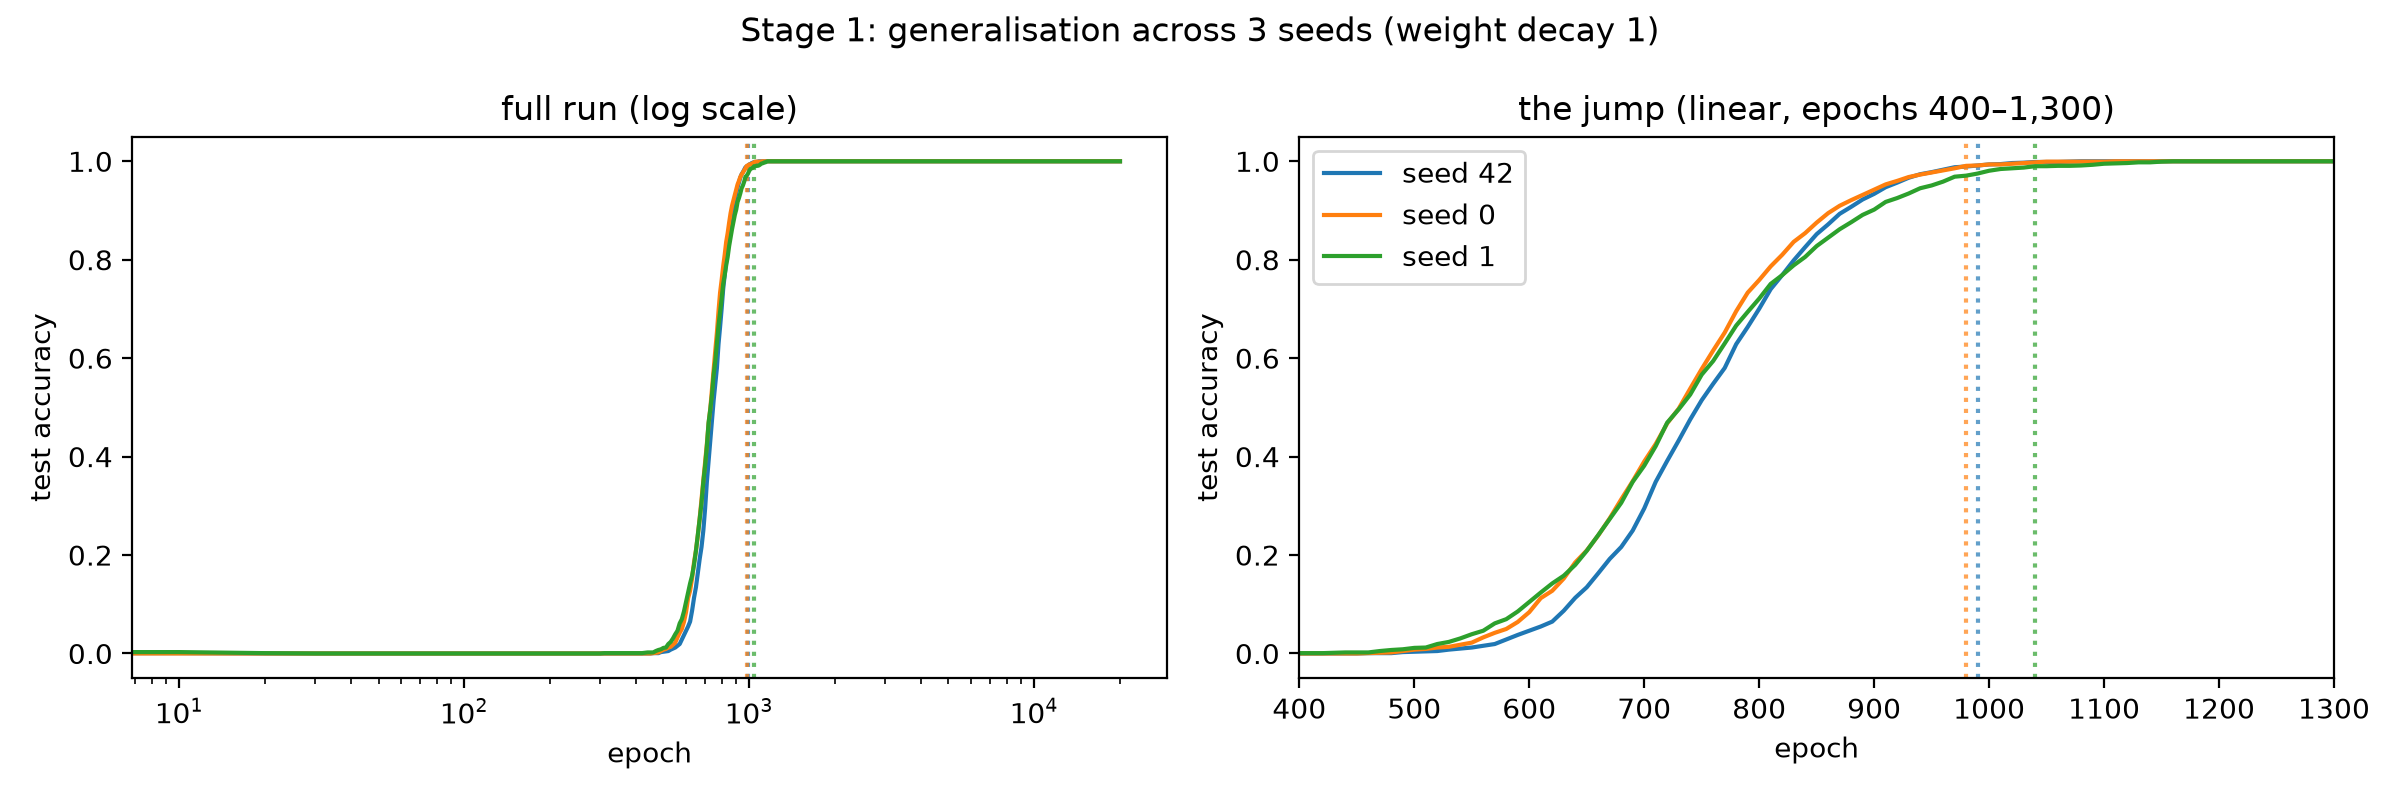 Stage 1: generalisation across 3 seeds (weight decay 1)
full run (log scale)
1.0
0.8
0.6
0.4
0.2
0.0
test accuracy
10¹ 10² 10³ 10⁴
epoch
the jump (linear, epochs 400–1,300)
seed 42
seed 0
seed 1
1.0
0.8
0.6
0.4
0.2
0.0
test accuracy
400 500 600 700 800 900 1000 1100 1200 1300
epoch